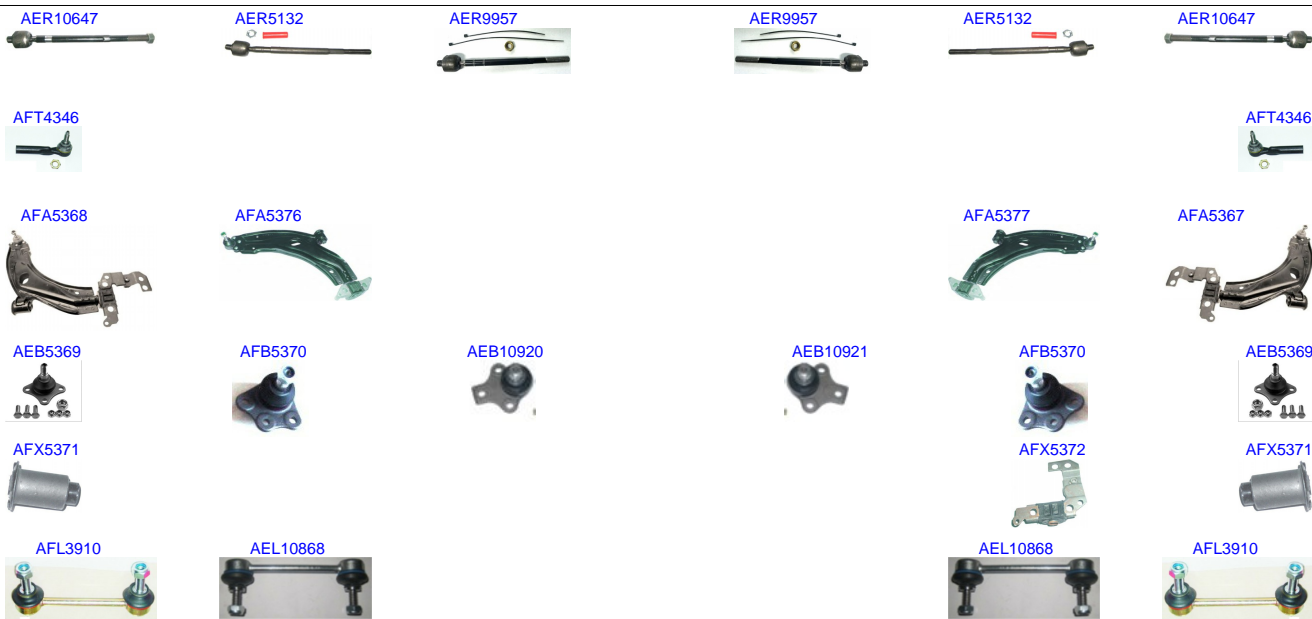 AER10647 AER5132 AER9957 AER9957 AER5132 AER10647
AFT4346 AFT4346
AFA5368 AFA5376 AFA5377 AFA5367
AEB5369 AFB5370 AEB10920 AEB10921 AFB5370 AEB5369
AFX5371 AFX5372 AFX5371
AFL3910 AEL10868 AEL10868 AFL3910